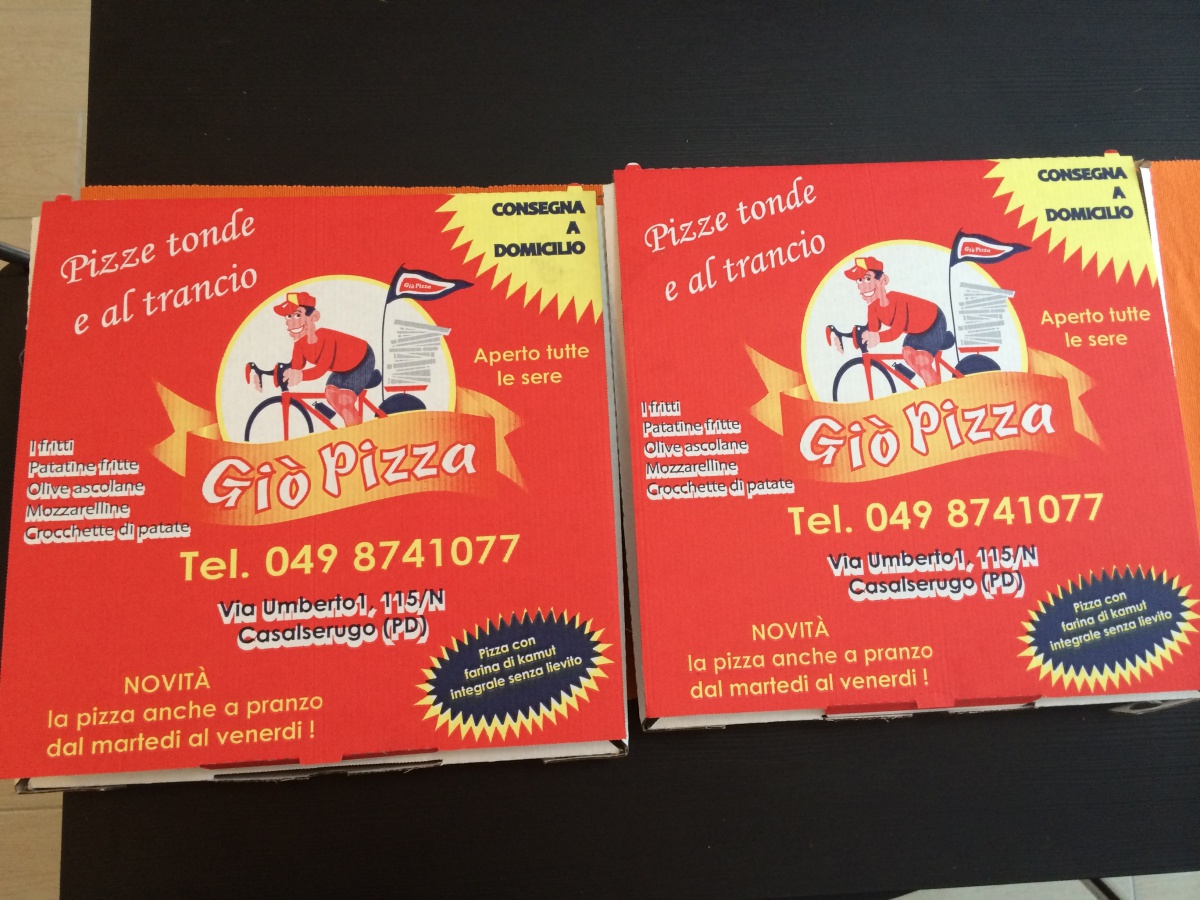 Pizze tonde
e al trancio
CONSEGNA
A
DOMICILIO
Giò Pizza
Aperto tutte
le sere
I fritti
Patatine fritte
Olive ascolane
Mozzarelline
Crocchette di patate
Giò Pizza
Tel. 049 8741077
Via Umberto1, 115/N
Casalserugo (PD)
Pizza con
farina di kamut
integrale senza lievito
NOVITÀ
la pizza anche a pranzo
dal martedi al venerdi !
Pizze tonde
e al trancio
CONSEGNA
A
DOMICILIO
Giò Pizza
Aperto tutte
le sere
I fritti
Patatine fritte
Olive ascolane
Mozzarelline
Crocchette di patate
Giò Pizza
Tel. 049 8741077
Via Umberto1, 115/N
Casalserugo (PD)
Pizza con
farina di kamut
integrale senza lievito
NOVITÀ
la pizza anche a pranzo
dal martedi al venerdi !